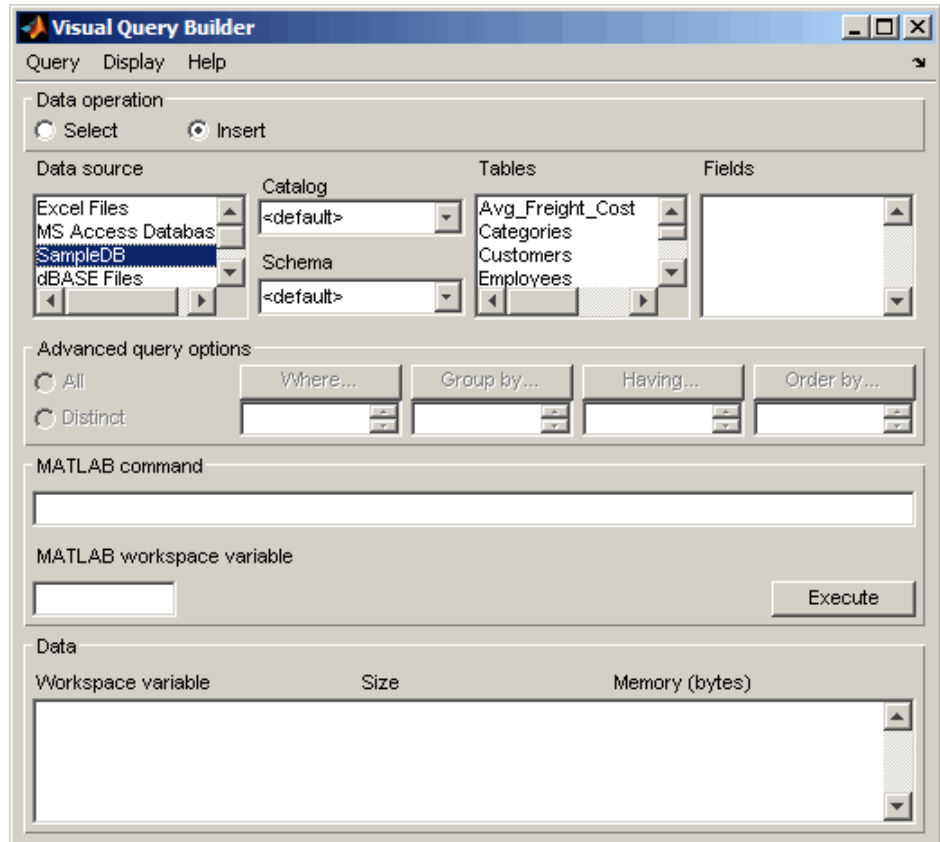 Visual Query Builder
Query Display Help
Data operation
Select Insert
Data source
Catalog
Tables
Fields
Excel Files
MS Access Databas
SampleDB
dBASE Files
<default>
Schema
<default>
Avg_Freight_Cost
Categories
Customers
Employees
Advanced query options
All
Distinct
Where...
Group by...
Having...
Order by...
MATLAB command
MATLAB workspace variable
Execute
Data
Workspace variable Size Memory (bytes)